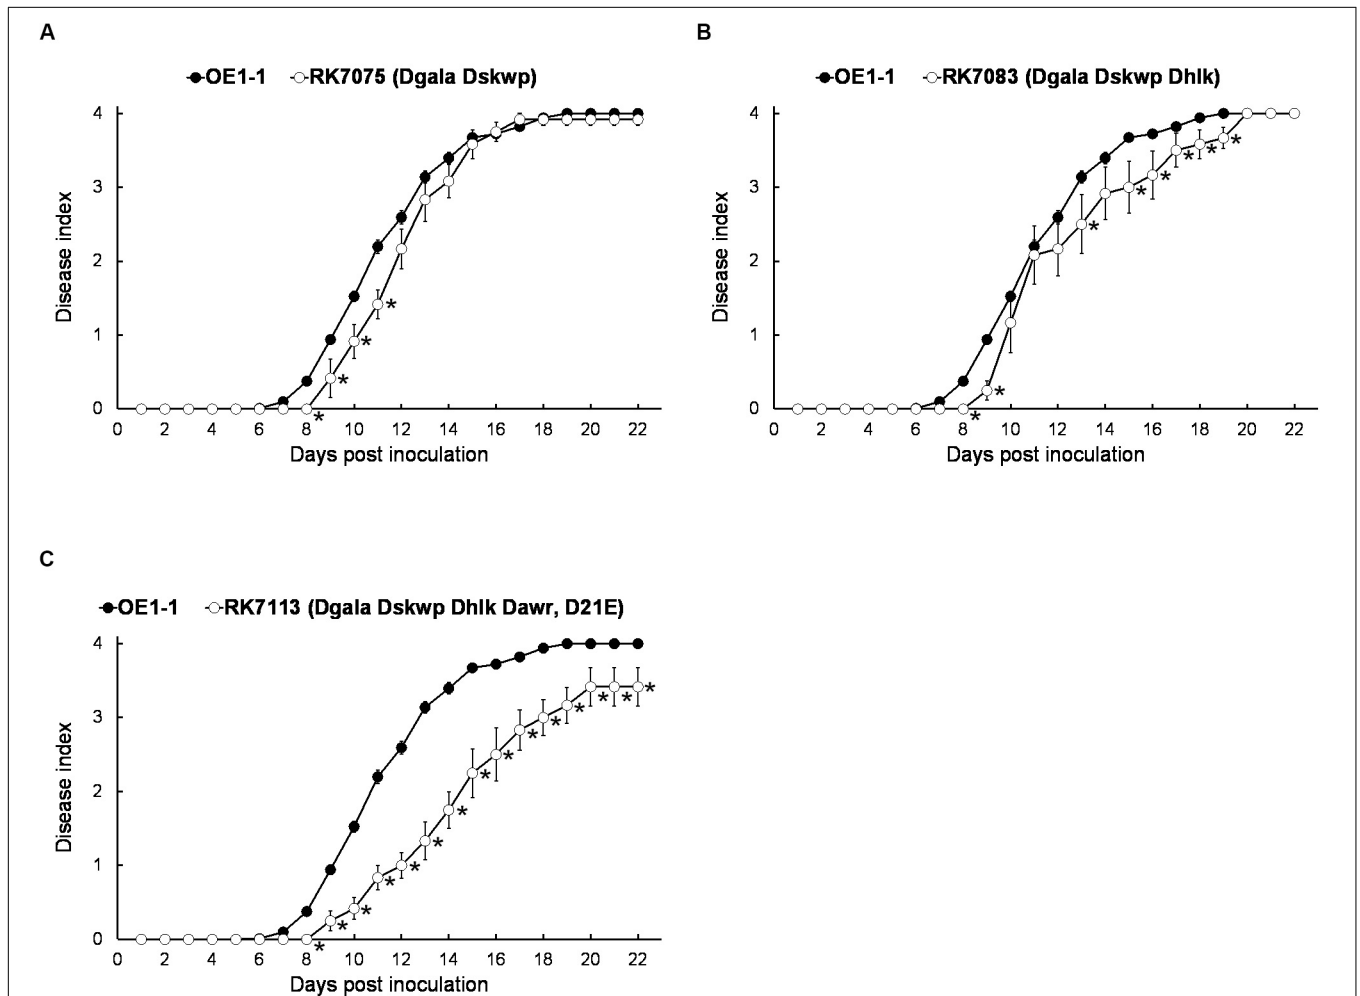 A
OE1-1 RK7075 (Dgala Dskwp)
4
3
2
1
0
Disease index
* * * *
0 2 4 6 8 10 12 14 16 18 20 22
Days post inoculation
B
OE1-1 RK7083 (Dgala Dskwp Dhlk)
4
3
2
1
0
Disease index
* * * * * * * *
0 2 4 6 8 10 12 14 16 18 20 22
Days post inoculation
C
OE1-1 RK7113 (Dgala Dskwp Dhlk Dawr, D21E)
4
3
2
1
0
Disease index
* * * * * * * * * * * * * * *
0 2 4 6 8 10 12 14 16 18 20 22
Days post inoculation